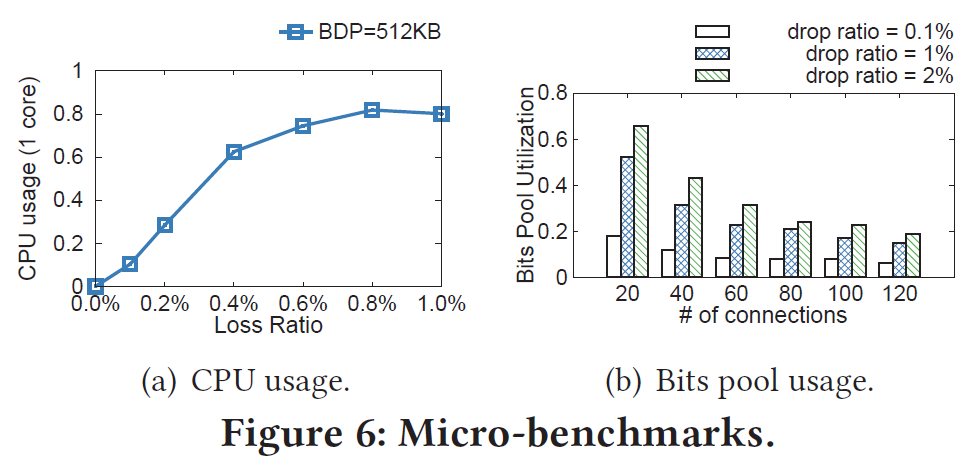 BDP=512KB
CPU usage (1 core)
1
0.8
0.6
0.4
0.2
0
0.0% 0.2% 0.4% 0.6% 0.8% 1.0%
Loss Ratio
(a) CPU usage.
drop ratio = 0.1%
drop ratio = 1%
drop ratio = 2%
Bits Pool Utilization
0.8
0.6
0.4
0.2
0
20 40 60 80 100 120
# of connections
(b) Bits pool usage.
Figure 6: Micro-benchmarks.